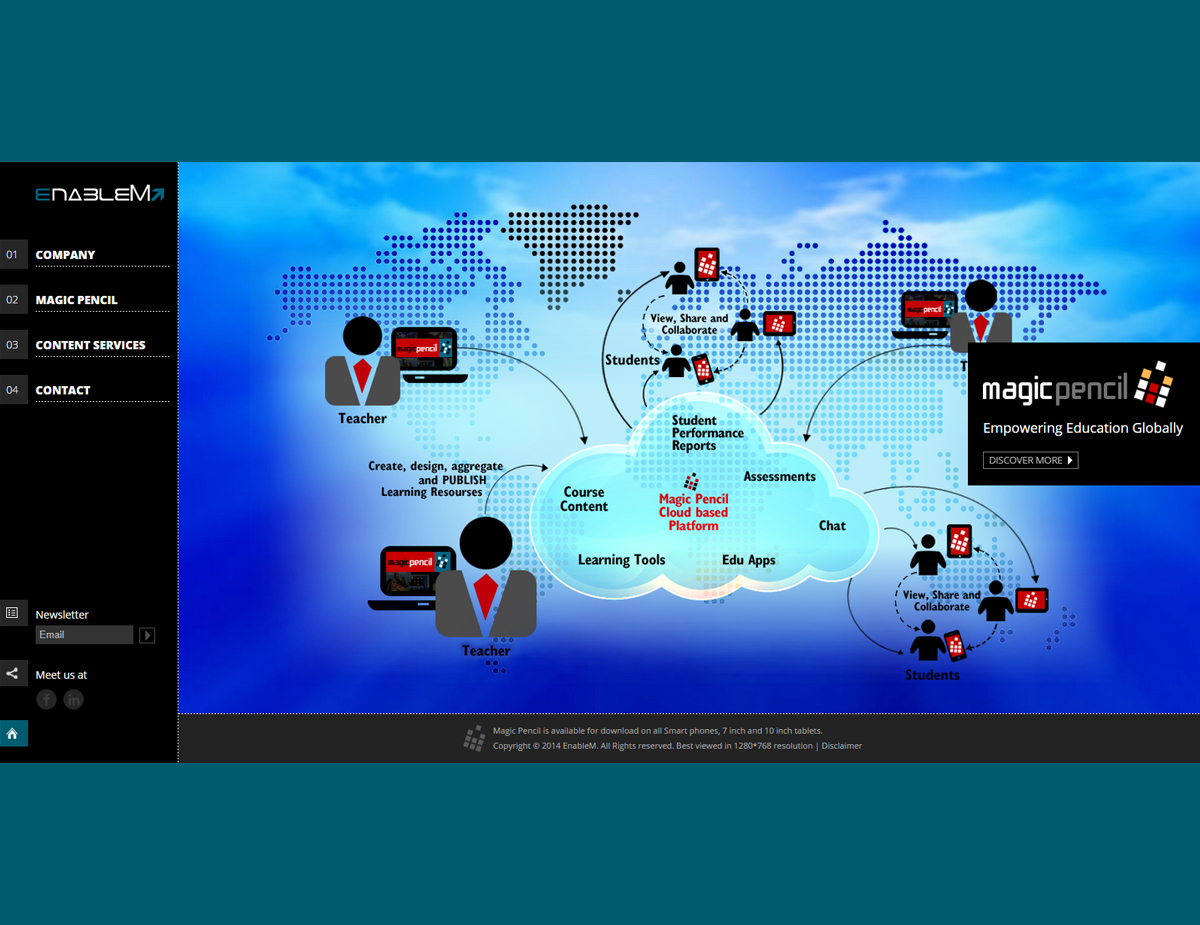 ENABLEM
01 COMPANY
02 MAGIC PENCIL
03 CONTENT SERVICES
04 CONTACT
Newsletter
Email
Meet us at
f in
View, Share and
Collaborate
Students
magicpencil
Teacher
magicpencil
T
magicpencil
Empowering Education Globally
DISCOVER MORE
Create, design, aggregate
and PUBLISH
Learning Resourses
Student
Performance
Reports
Assessments
Course
Content
Magic Pencil
Cloud based
Platform
Chat
Learning Tools
Edu Apps
magicpencil
Teacher
View, Share and
Collaborate
Students
Magic Pencil is available for download on all Smart phones, 7 inch and 10 inch tablets.
Copyright © 2014 EnableM. All Rights reserved. Best viewed in 1280*768 resolution | Disclaimer